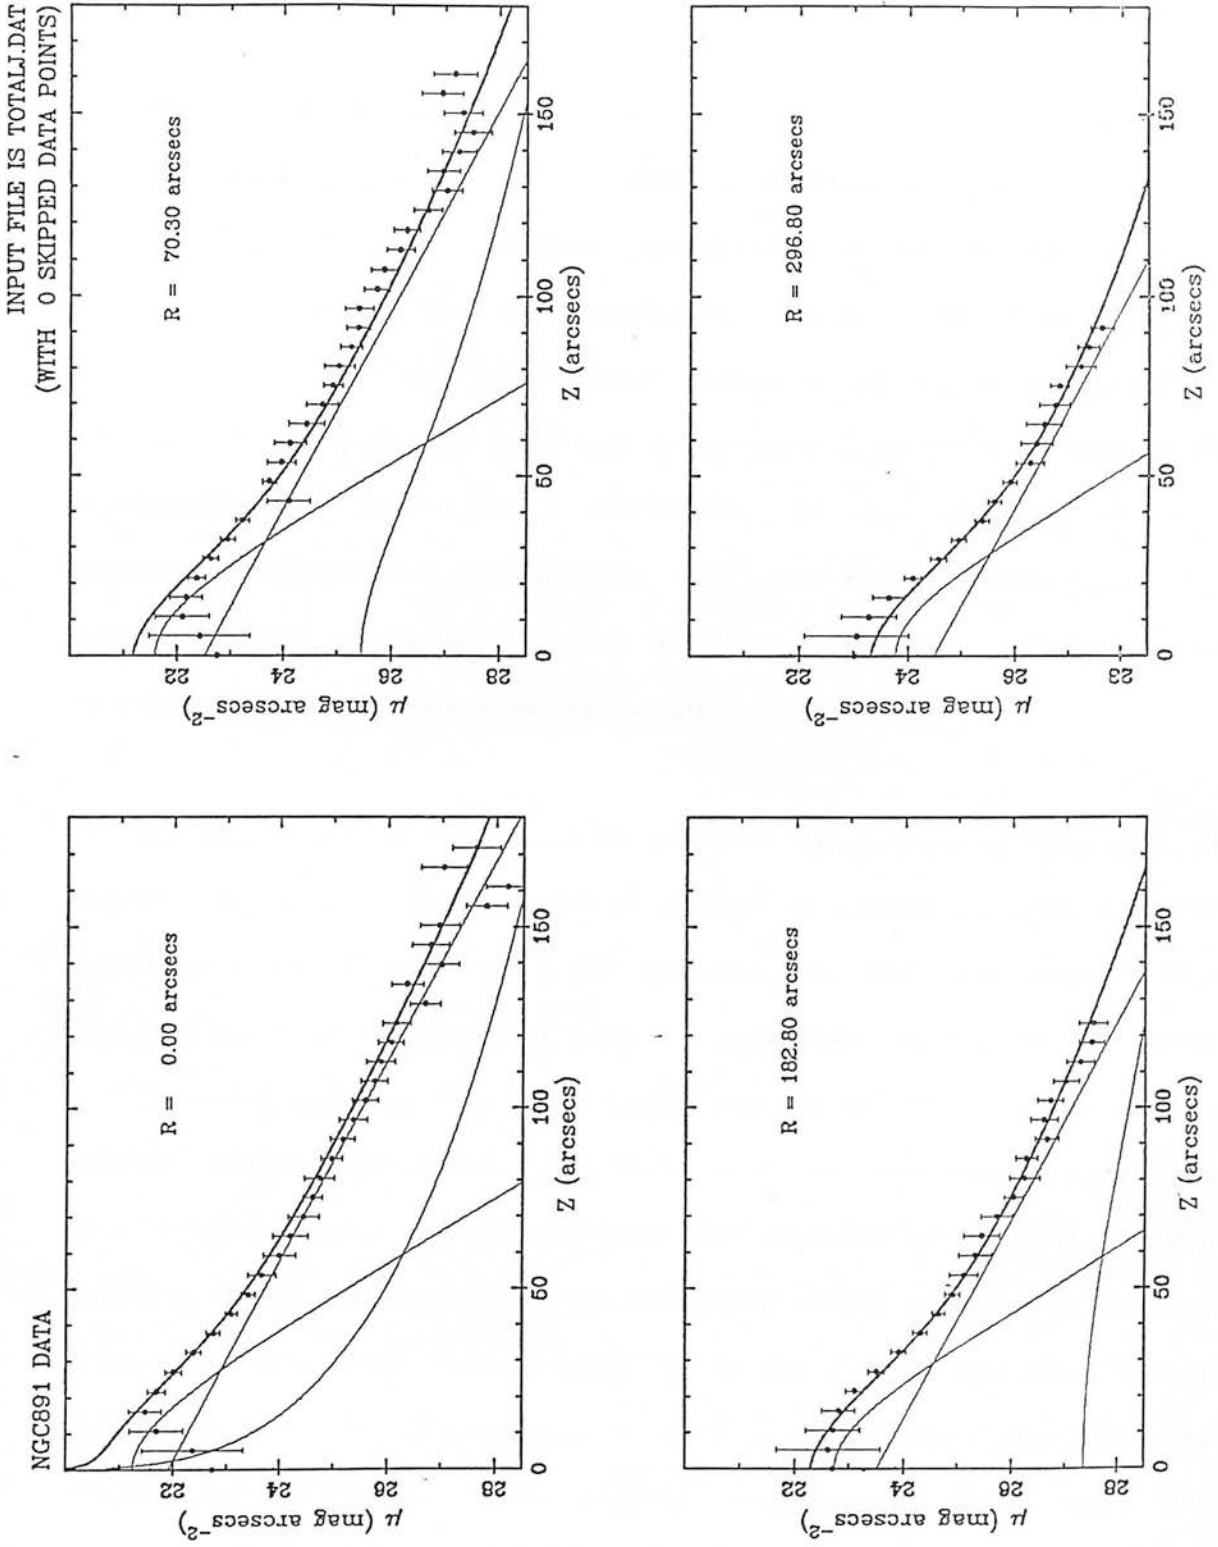 NGC891 DATA
INPUT FILE IS TOTALJ.DAT
(WITH 0 SKIPPED DATA POINTS)
R = 0.00 arcsecs
μ (mag arcsecs⁻²)
22
24
26
28
0 50 100 150
Z (arcsecs)
R = 70.30 arcsecs
μ (mag arcsecs⁻²)
22
24
26
28
0 50 100 150
Z (arcsecs)
R = 182.80 arcsecs
μ (mag arcsecs⁻²)
22
24
26
28
0 50 100 150
Z (arcsecs)
R = 296.80 arcsecs
μ (mag arcsecs⁻²)
22
24
26
28
0 50 100 150
Z (arcsecs)